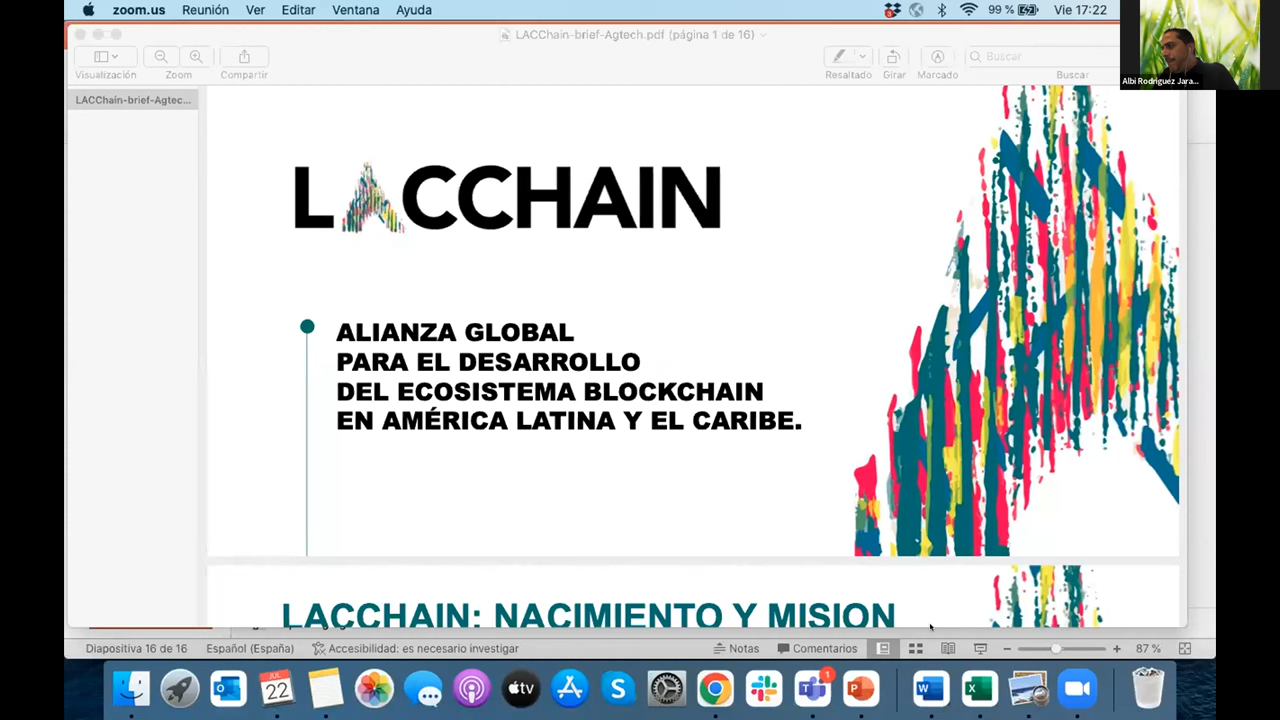 zoom.us Reunión Ver Editar Ventana Ayuda 99 % Vie 17:22
LACChain-brief-Agtech.pdf (página 1 de 16)
Visualización Zoom Compartir Resaltado Girar Marcado Buscar
Buscar
Albi Rodriguez Jara...
LACChain-brief-Agtec...
LACCHAIN
ALIANZA GLOBAL
PARA EL DESARROLLO
DEL ECOSISTEMA BLOCKCHAIN
EN AMÉRICA LATINA Y EL CARIBE.
LACCHAIN: NACIMIENTO Y MISION
Diapositiva 16 de 16 Español (España) Accesibilidad: es necesario investigar Notas Comentarios 87 %
JUL
22
tv
1